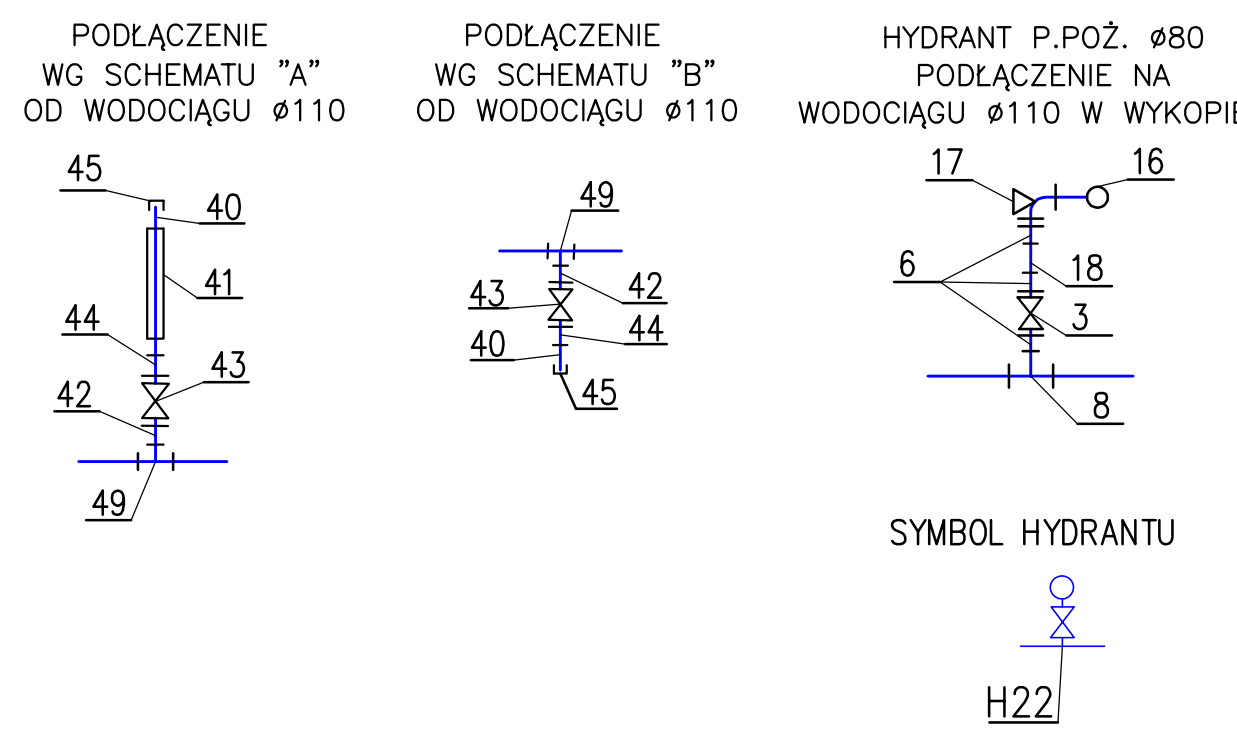 PODŁĄCZENIE
WG SCHEMATU "A"
OD WODOCIĄGU ø110
45
40
41
44
43
42
49
PODŁĄCZENIE
WG SCHEMATU "B"
OD WODOCIĄGU ø110
49
42
43
44
40
45
HYDRANT P.POŻ. ø80
PODŁĄCZENIE NA
WODOCIĄGU ø110 W WYKOPIE
17
16
6
18
3
8
SYMBOL HYDRANTU
H22